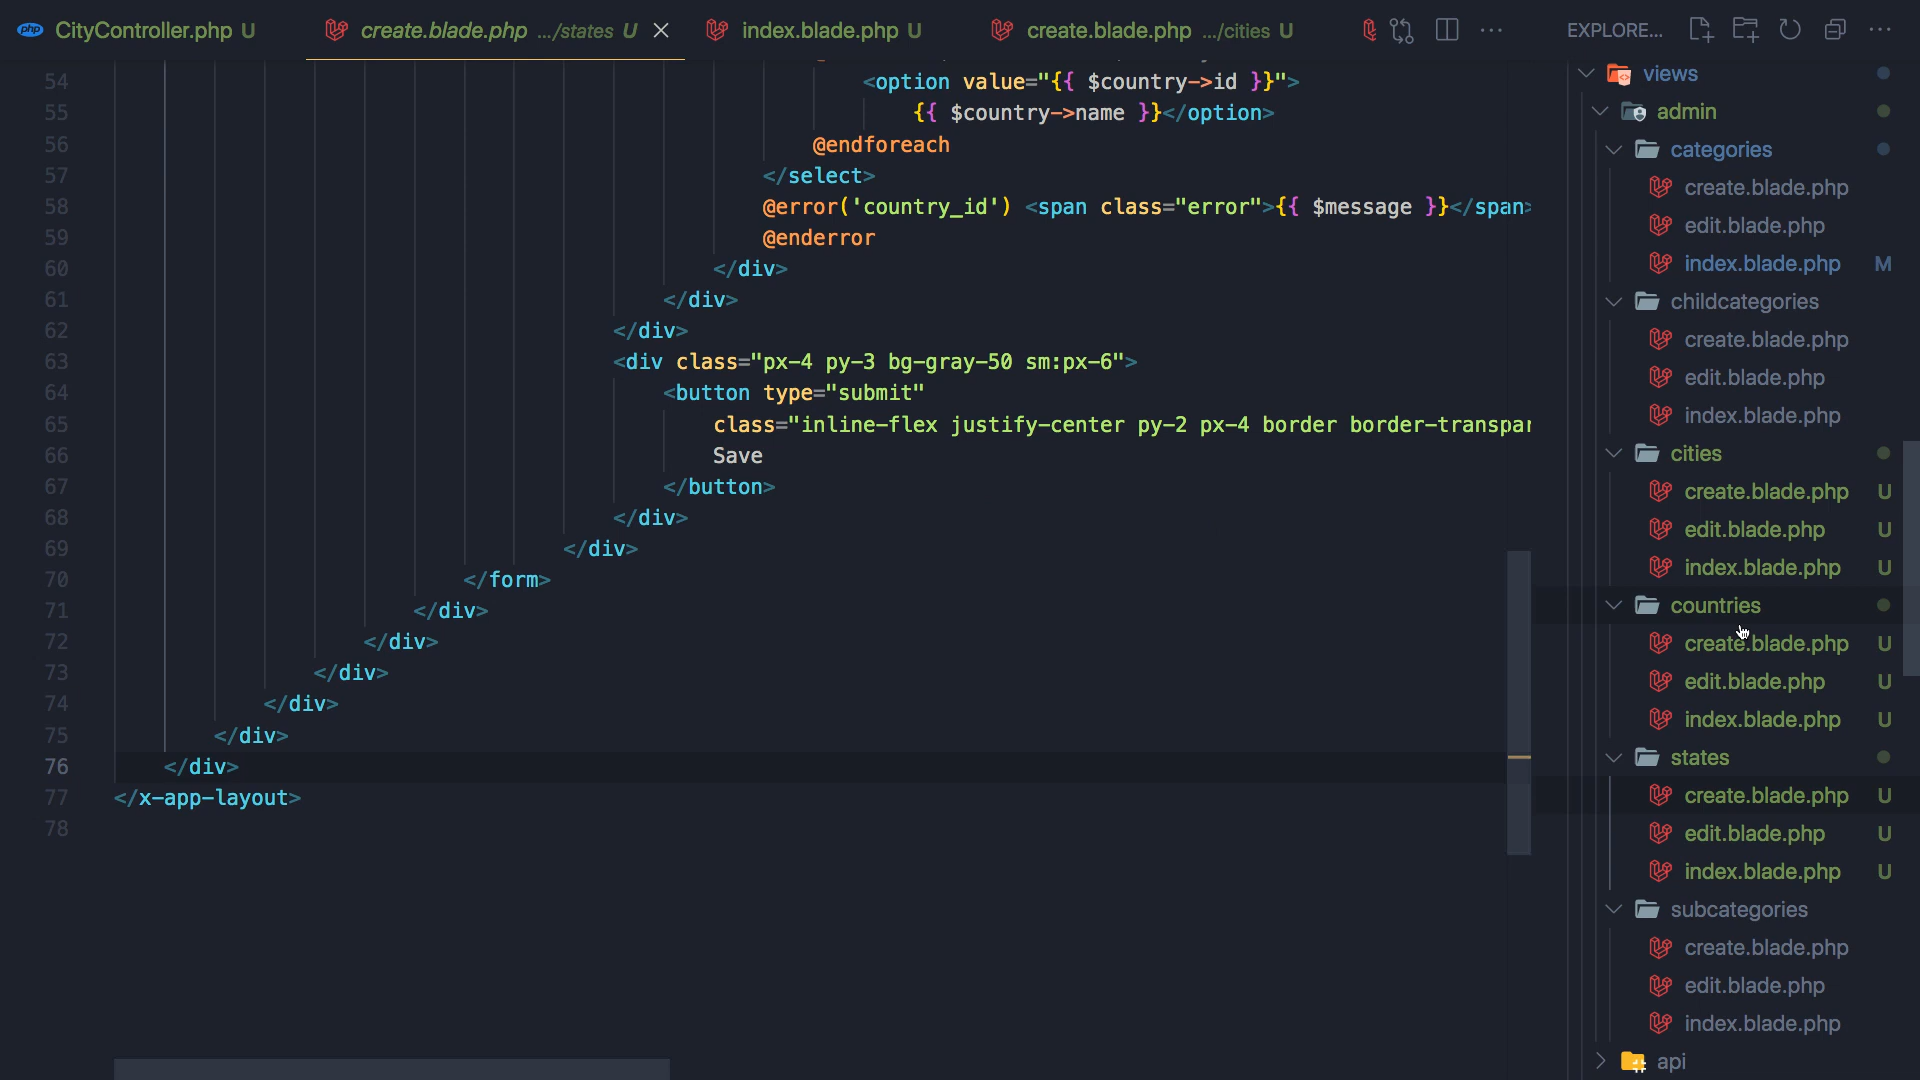 php CityController.php U
create.blade.php .../states U
index.blade.php U
create.blade.php .../cities U
EXPLORE...
54 <option value="{{ $country->id }}">
55 {{ $country->name }}</option>
56 @endforeach
57 </select>
58 @error('country_id') <span class="error">{{ $message }}</span>
59 @enderror
60 </div>
61 </div>
62 </div>
63 <div class="px-4 py-3 bg-gray-50 sm:px-6">
64 <button type="submit"
65 class="inline-flex justify-center py-2 px-4 border border-transpar
66 Save
67 </button>
68 </div>
69 </div>
70 </form>
71 </div>
72 </div>
73 </div>
74 </div>
75 </div>
76 </div>
77 </x-app-layout>
78
views
admin
categories
create.blade.php
edit.blade.php
index.blade.php M
childcategories
create.blade.php
edit.blade.php
index.blade.php
cities
create.blade.php U
edit.blade.php U
index.blade.php U
countries
create.blade.php U
edit.blade.php U
index.blade.php U
states
create.blade.php U
edit.blade.php U
index.blade.php U
subcategories
create.blade.php
edit.blade.php
index.blade.php
api